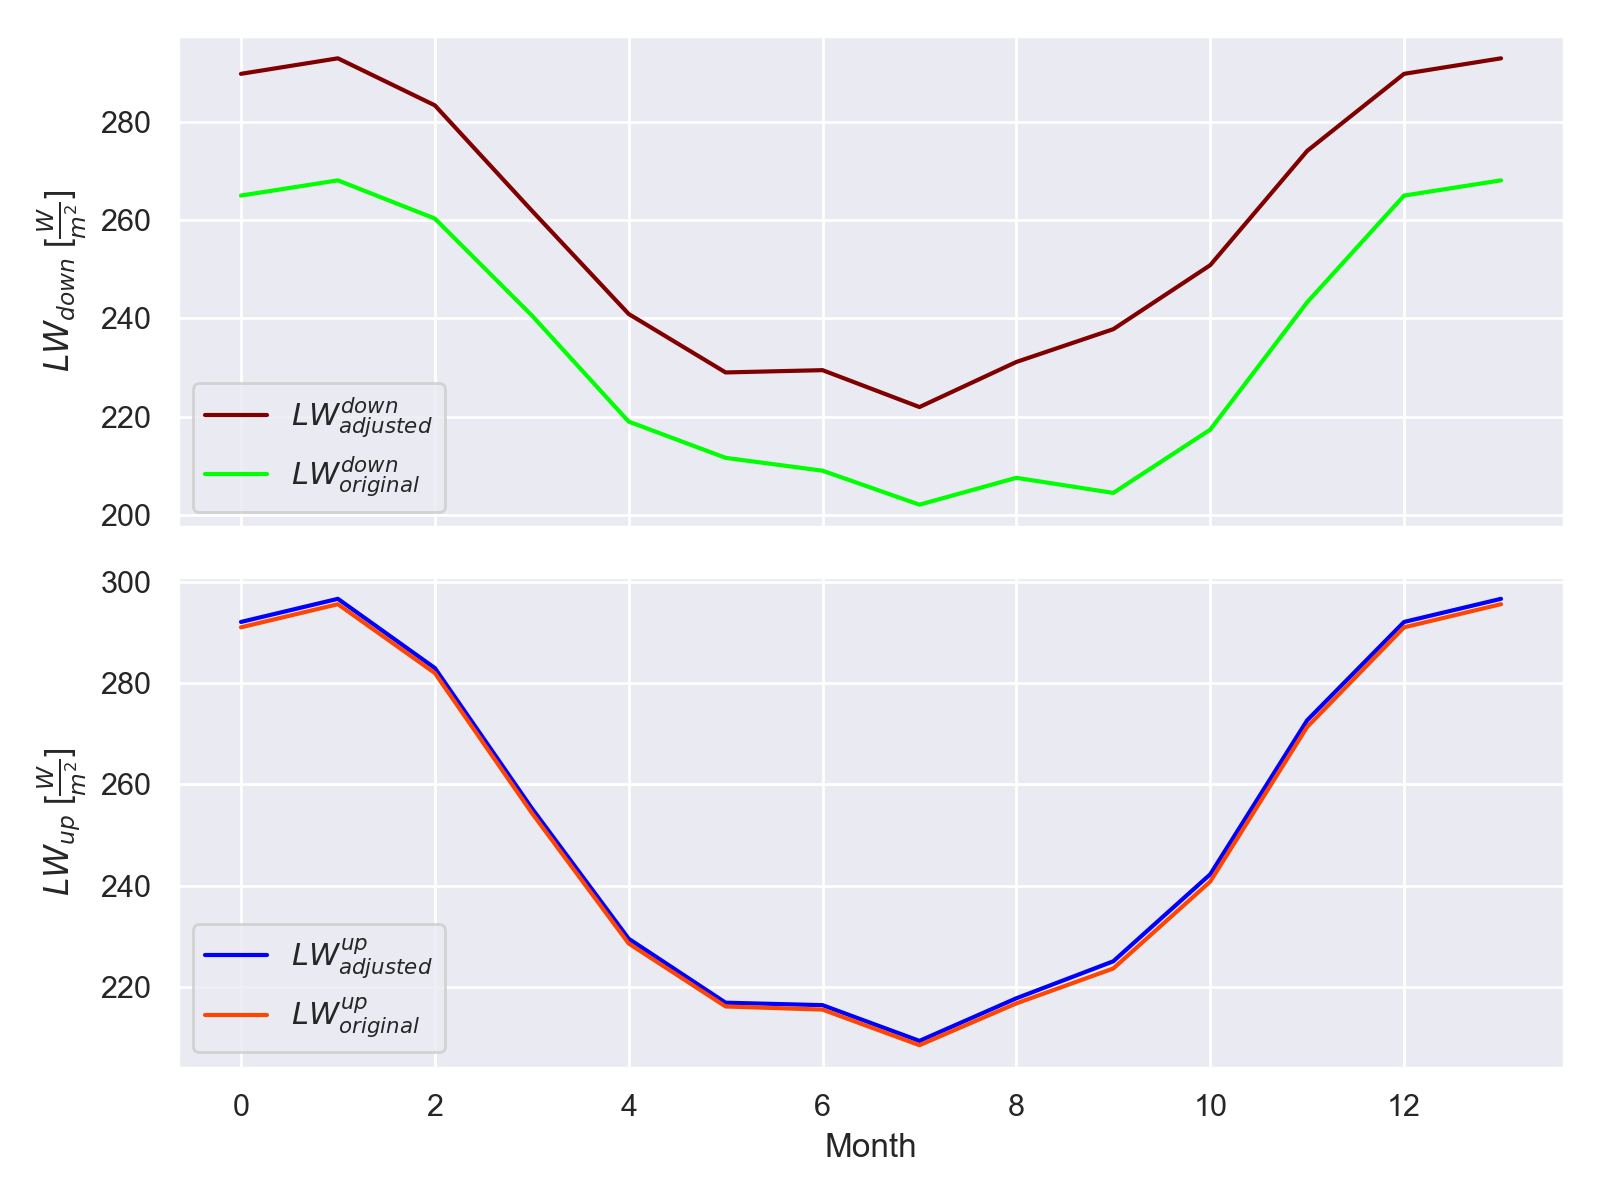 280
260
240
220
200
LW_down [W/m²]
LW^down_adjusted
LW^down_original
300
280
260
240
220
LW_up [W/m²]
LW^up_adjusted
LW^up_original
0 2 4 6 8 10 12
Month